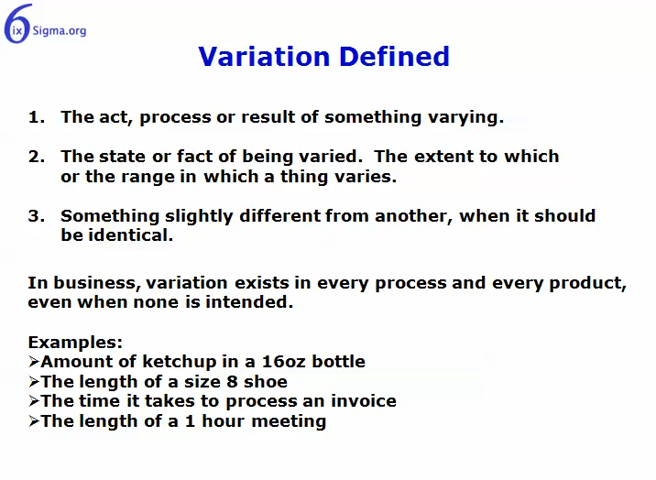 6ixSigma.org
Variation Defined
1. The act, process or result of something varying.
2. The state or fact of being varied. The extent to which
or the range in which a thing varies.
3. Something slightly different from another, when it should
be identical.
In business, variation exists in every process and every product,
even when none is intended.
Examples:
➢Amount of ketchup in a 16oz bottle
➢The length of a size 8 shoe
➢The time it takes to process an invoice
➢The length of a 1 hour meeting